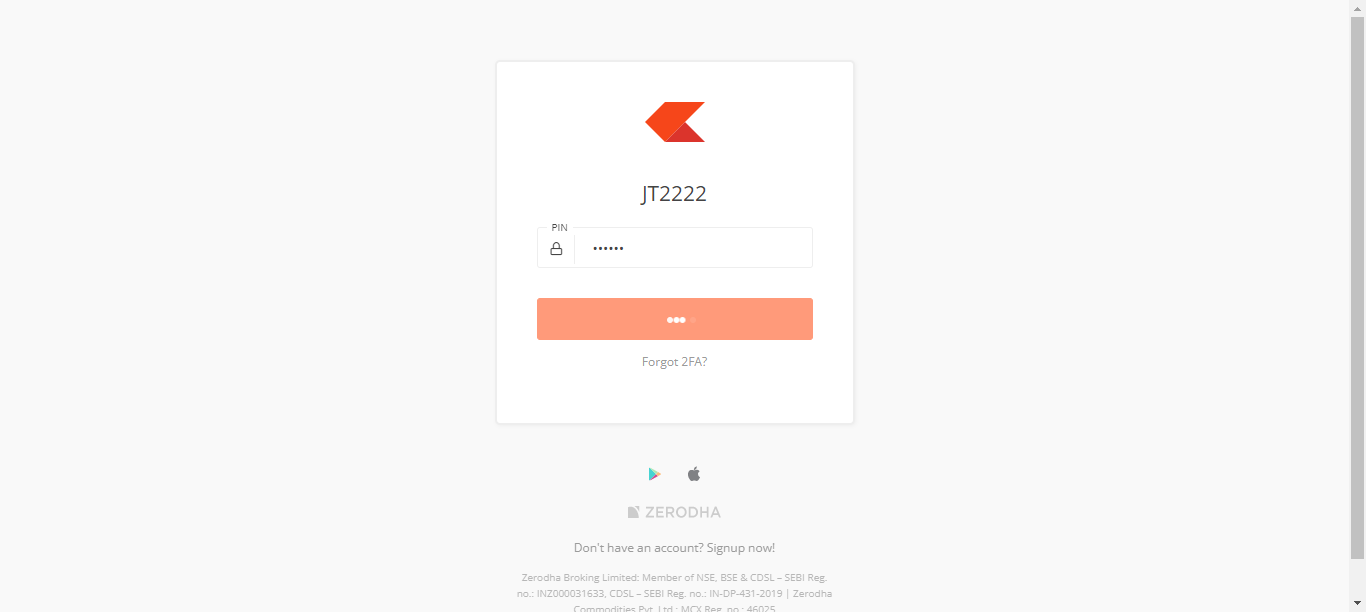 JT2222
PIN
••••••
Forgot 2FA?
ZERODHA
Don't have an account? Signup now!
Zerodha Broking Limited: Member of NSE, BSE & CDSL – SEBI Reg.
no.: INZ000031633, CDSL – SEBI Reg. no.: IN-DP-431-2019 | Zerodha
Commodities Pvt. Ltd.: MCX Reg. no.: 46025